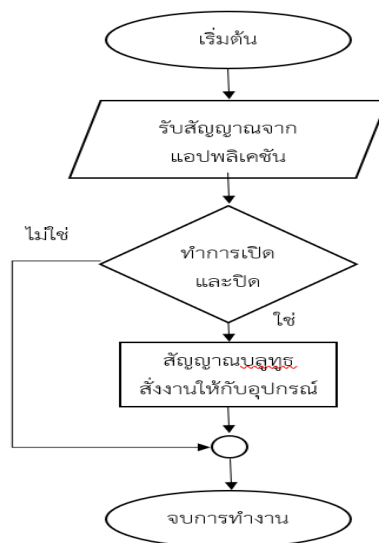 เริ่มต้น
รับสัญญาณจาก
แอปพลิเคชัน
ไม่ใช่
ทำการเปิด
และปิด
ใช่
สัญญาณบลูทูธ
สั่งงานให้กับอุปกรณ์
จบการทำงาน